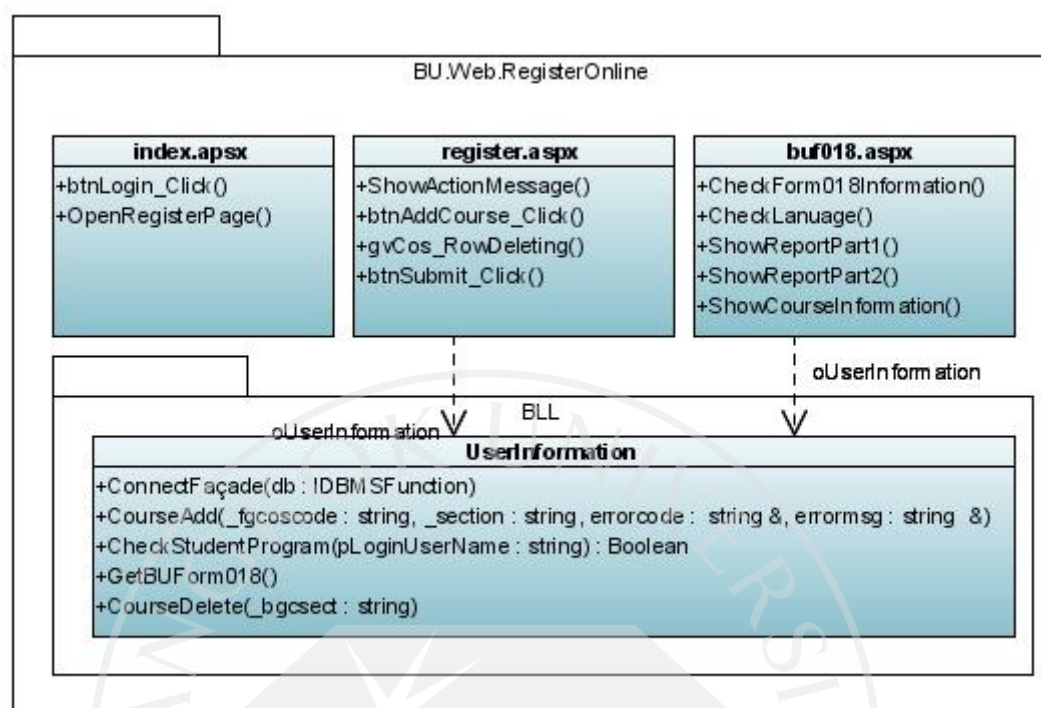 BU.Web.RegisterOnline
index.apsx
+btnLogin_Click()
+OpenRegisterPage()
register.aspx
+ShowActionMessage()
+btnAddCourse_Click()
+gvCos_RowDeleting()
+btnSubmit_Click()
buf018.aspx
+CheckForm018Information()
+CheckLanuage()
+ShowReportPart1()
+ShowReportPart2()
+ShowCourseInformation()
oUserInformation
BLL
oUserInformation
UserInformation
+ConnectFaçade(db : IDBMSFunction)
+CourseAdd(_fgcoscode : string, _section : string, errorcode : string &, errormsg : string &)
+CheckStudentProgram(pLoginUserName : string) : Boolean
+GetBUForm018()
+CourseDelete(_bgcsect : string)